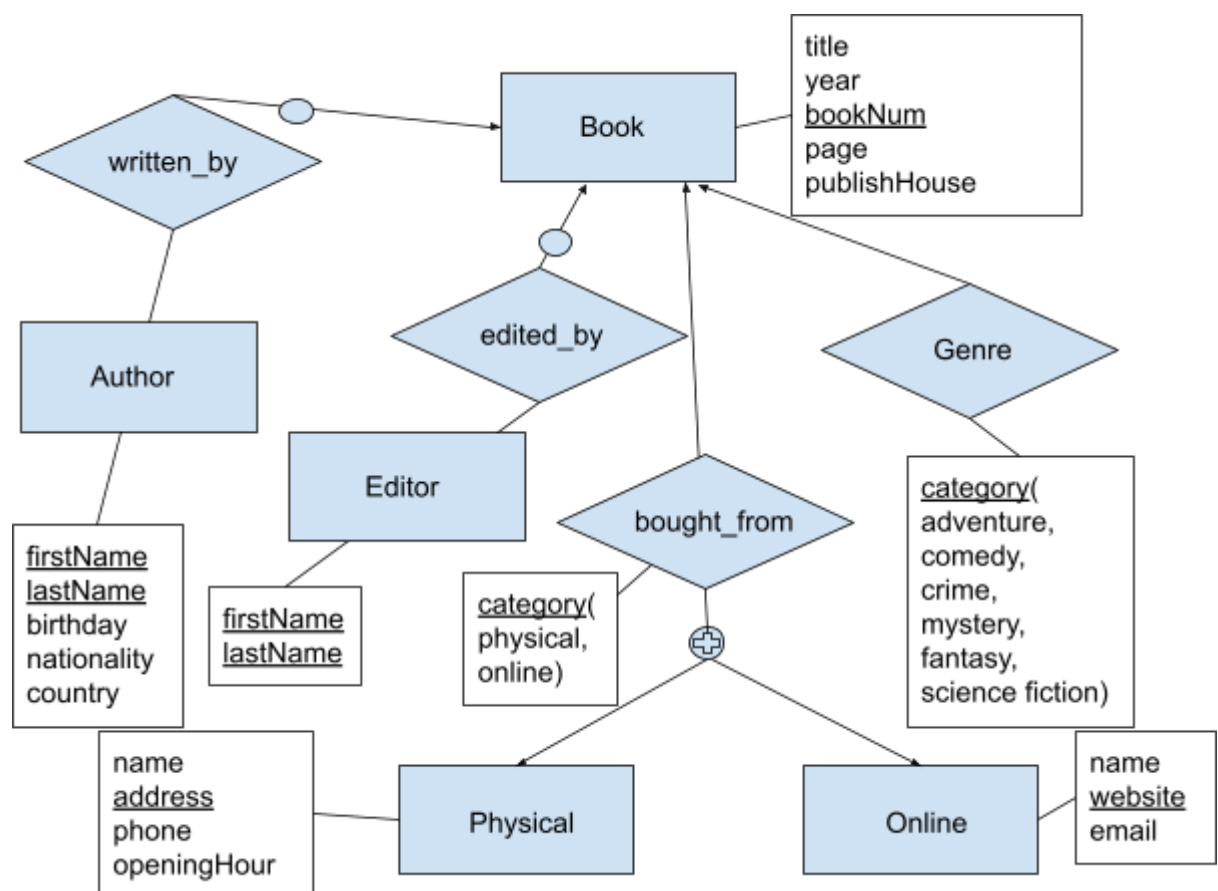 title
year
bookNum
page
publishHouse
Book
written_by
edited_by
Genre
Author
Editor
bought_from
category(
adventure,
comedy,
crime,
mystery,
fantasy,
science fiction)
firstName
lastName
birthday
nationality
country
firstName
lastName
category(
physical,
online)
name
address
phone
openingHour
Physical
Online
name
website
email